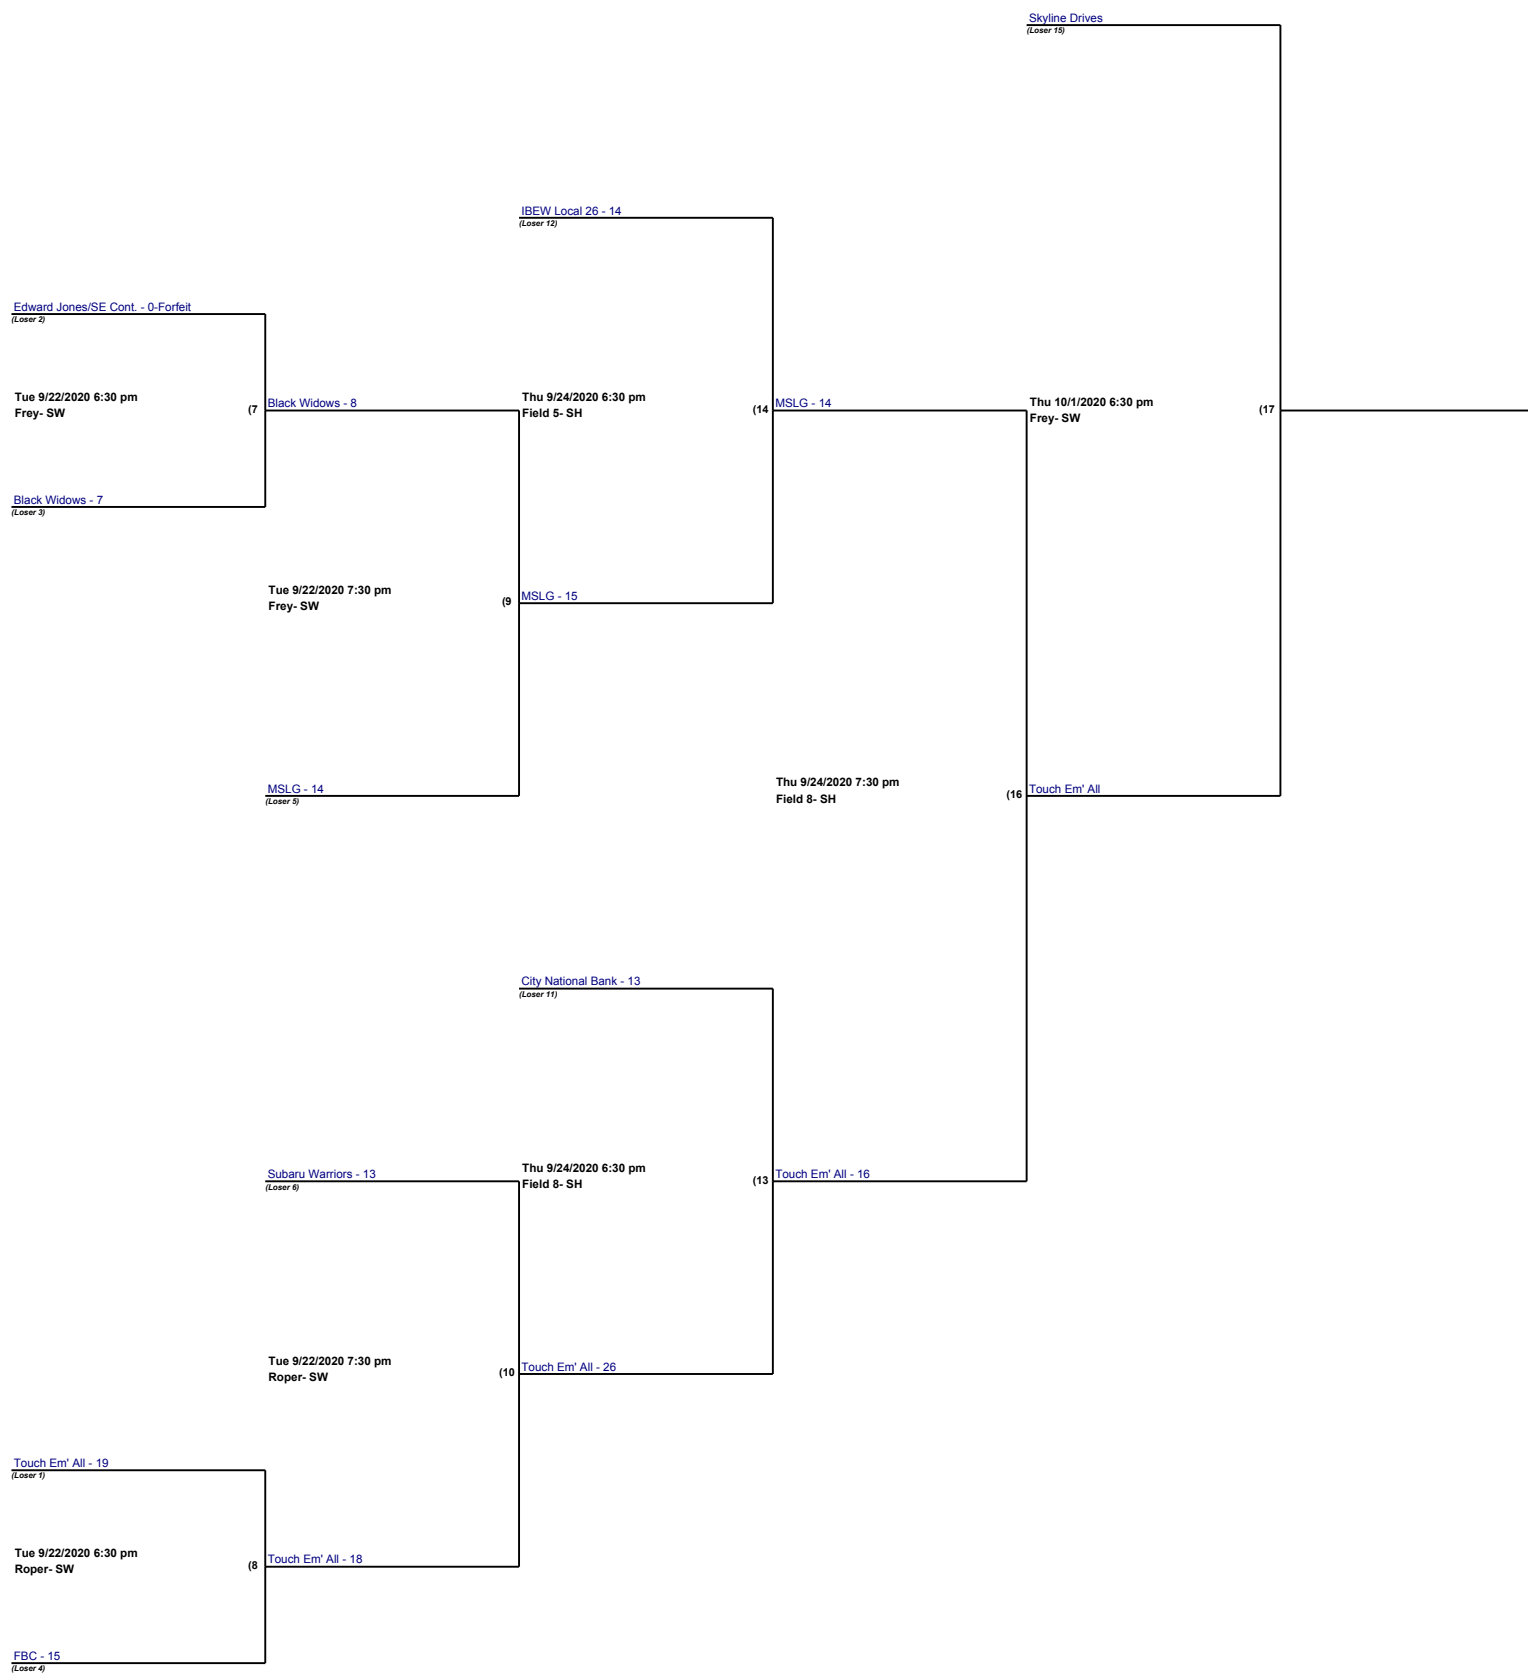 Skyline Drives
(Loser 15)
IBEW Local 26 - 14
(Loser 12)
Edward Jones/SE Cont. - 0-Forfeit
(Loser 2)
Tue 9/22/2020 6:30 pm
Frey- SW
(7
Black Widows - 8
Thu 9/24/2020 6:30 pm
Field 5- SH
(14
MSLG - 14
Thu 10/1/2020 6:30 pm
Frey- SW
(17
Black Widows - 7
(Loser 3)
Tue 9/22/2020 7:30 pm
Frey- SW
(9
MSLG - 15
MSLG - 14
(Loser 5)
Thu 9/24/2020 7:30 pm
Field 8- SH
(16
Touch Em' All
City National Bank - 13
(Loser 11)
Subaru Warriors - 13
(Loser 6)
Thu 9/24/2020 6:30 pm
Field 8- SH
(13
Touch Em' All - 16
Tue 9/22/2020 7:30 pm
Roper- SW
(10
Touch Em' All - 26
Touch Em' All - 19
(Loser 1)
Tue 9/22/2020 6:30 pm
Roper- SW
(8
Touch Em' All - 18
FBC - 15
(Loser 4)